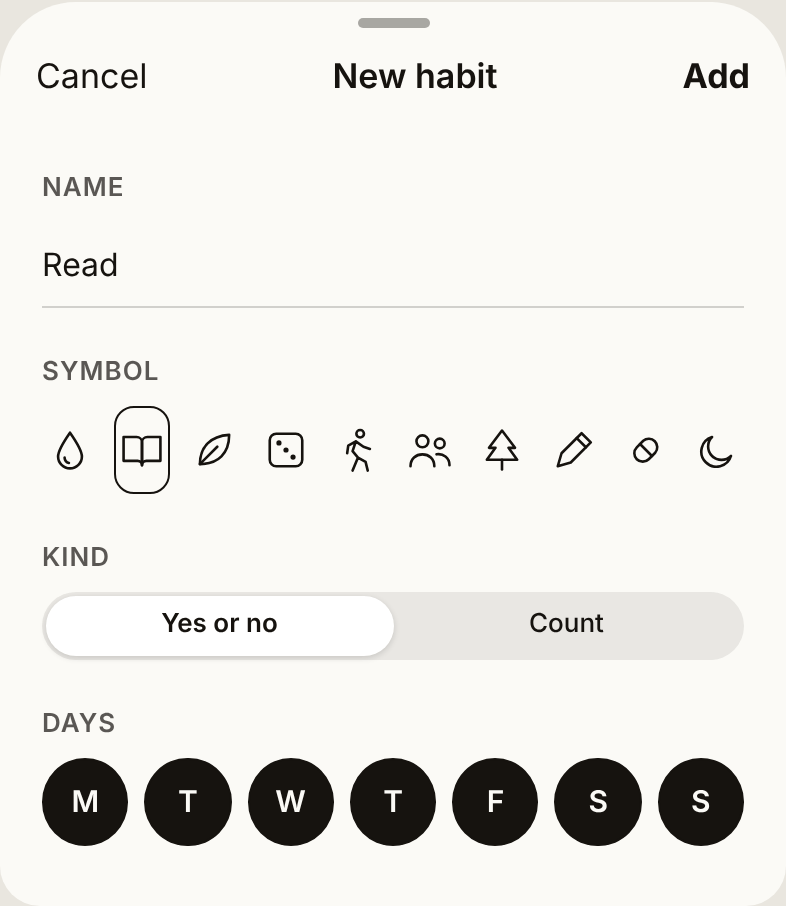 Cancel New habit Add
NAME
Read
SYMBOL
KIND
Yes or no Count
DAYS
M T W T F S S